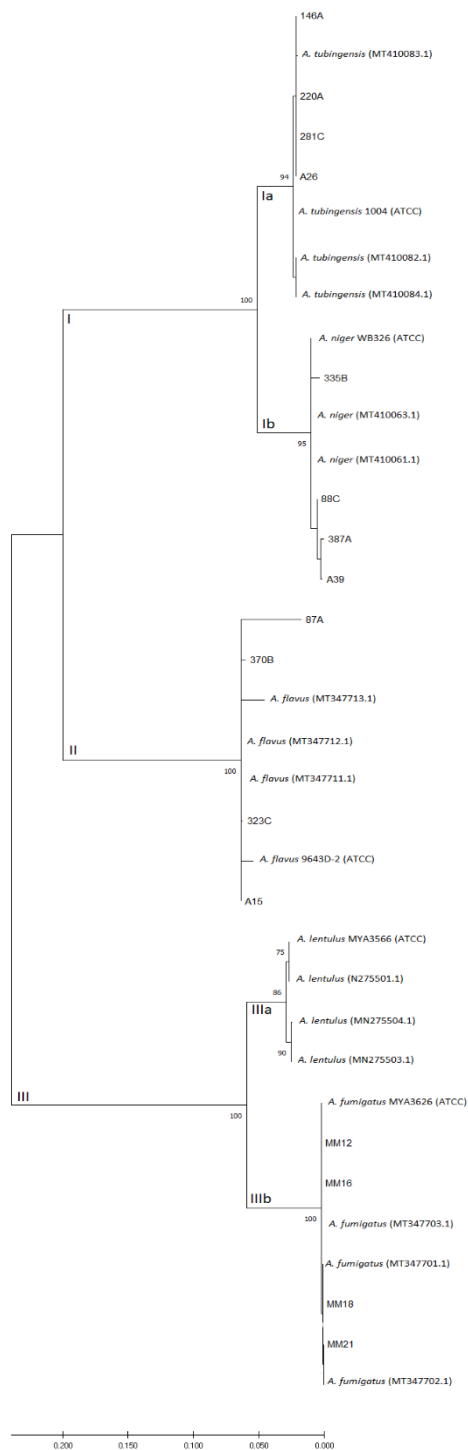 146A
A. tubingensis (MT410083.1)
220A
281C
94
A26
Ia
A. tubingensis 1004 (ATCC)
A. tubingensis (MT410082.1)
A. tubingensis (MT410084.1)
100
I
A. niger WB326 (ATCC)
335B
A. niger (MT410063.1)
Ib
95
A. niger (MT410061.1)
88C
387A
A39
87A
370B
A. flavus (MT347713.1)
A. flavus (MT347712.1)
II
100
A. flavus (MT347711.1)
323C
A. flavus 9643D-2 (ATCC)
A15
A. lentulus MYA3566 (ATCC)
75
A. lentulus (N275501.1)
86
IIIa
A. lentulus (MN275504.1)
90
A. lentulus (MN275503.1)
III
100
A. fumigatus MYA3626 (ATCC)
MM12
MM16
IIIb
100
A. fumigatus (MT347703.1)
A. fumigatus (MT347701.1)
MM18
MM21
A. fumigatus (MT347702.1)
0.200 0.150 0.100 0.050 0.000